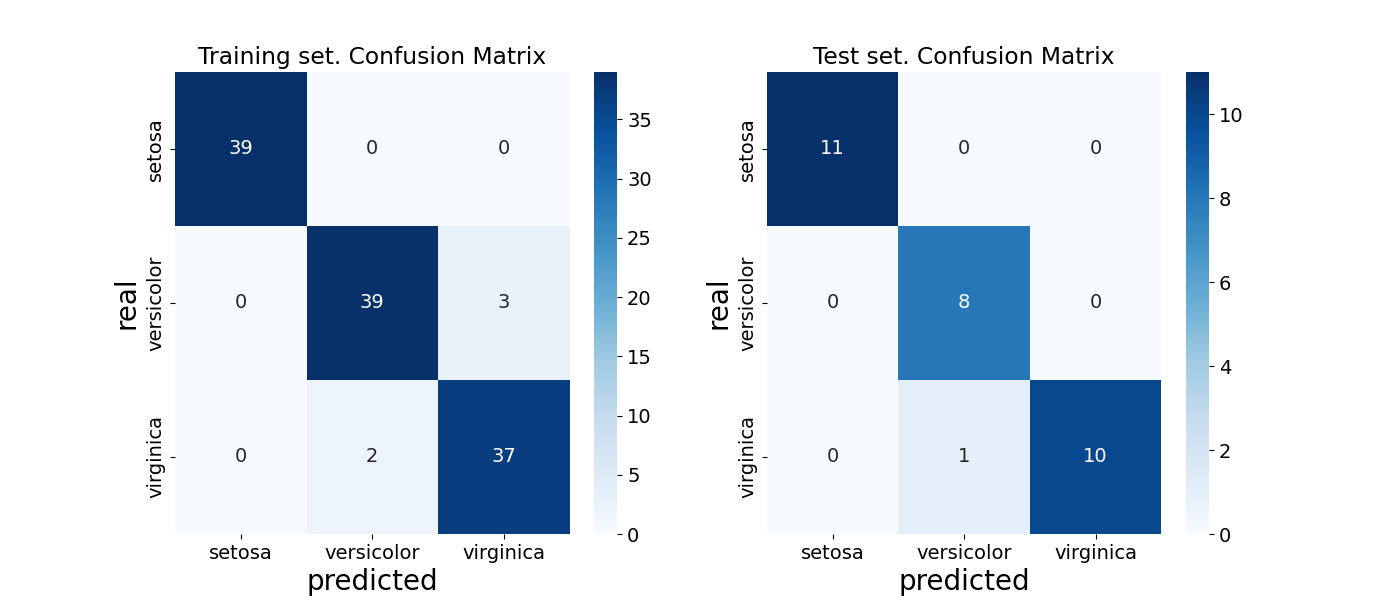 Training set. Confusion Matrix
setosa 39 0 0
versicolor 0 39 3
virginica 0 2 37
real
setosa versicolor virginica
predicted
35
30
25
20
15
10
5
0
Test set. Confusion Matrix
setosa 11 0 0
versicolor 0 8 0
virginica 0 1 10
real
setosa versicolor virginica
predicted
10
8
6
4
2
0